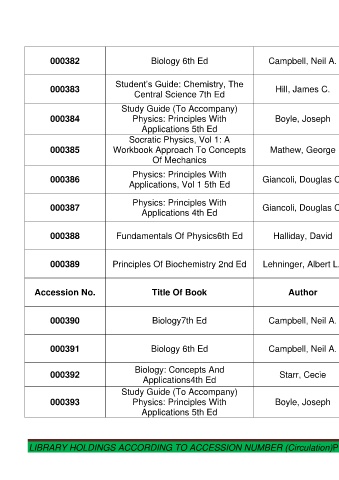 000382 Biology 6th Ed Campbell, Neil A.
000383 Student's Guide: Chemistry, The
Central Science 7th Ed Hill, James C.
000384 Study Guide (To Accompany)
Physics: Principles With
Applications 5th Ed Boyle, Joseph
000385 Socratic Physics, Vol 1: A
Workbook Approach To Concepts
Of Mechanics Mathew, George
000386 Physics: Principles With
Applications, Vol 1 5th Ed Giancoli, Douglas C
000387 Physics: Principles With
Applications 4th Ed Giancoli, Douglas C
000388 Fundamentals Of Physics6th Ed Halliday, David
000389 Principles Of Biochemistry 2nd Ed Lehninger, Albert L.
Accession No. Title Of Book Author
000390 Biology7th Ed Campbell, Neil A.
000391 Biology 6th Ed Campbell, Neil A.
000392 Biology: Concepts And
Applications4th Ed Starr, Cecie
000393 Study Guide (To Accompany)
Physics: Principles With
Applications 5th Ed Boyle, Joseph
LIBRARY HOLDINGS ACCORDING TO ACCESSION NUMBER (Circulation)P